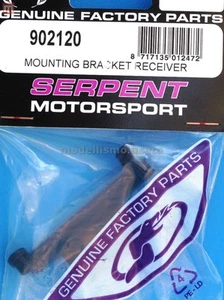 GENUINE FACTORY PARTS
902120
8 717135 012472
MOUNTING BRACKET RECEIVER
SERPENT
MOTORSPORT
GENUINE FACTORY PARTS
PE-LD